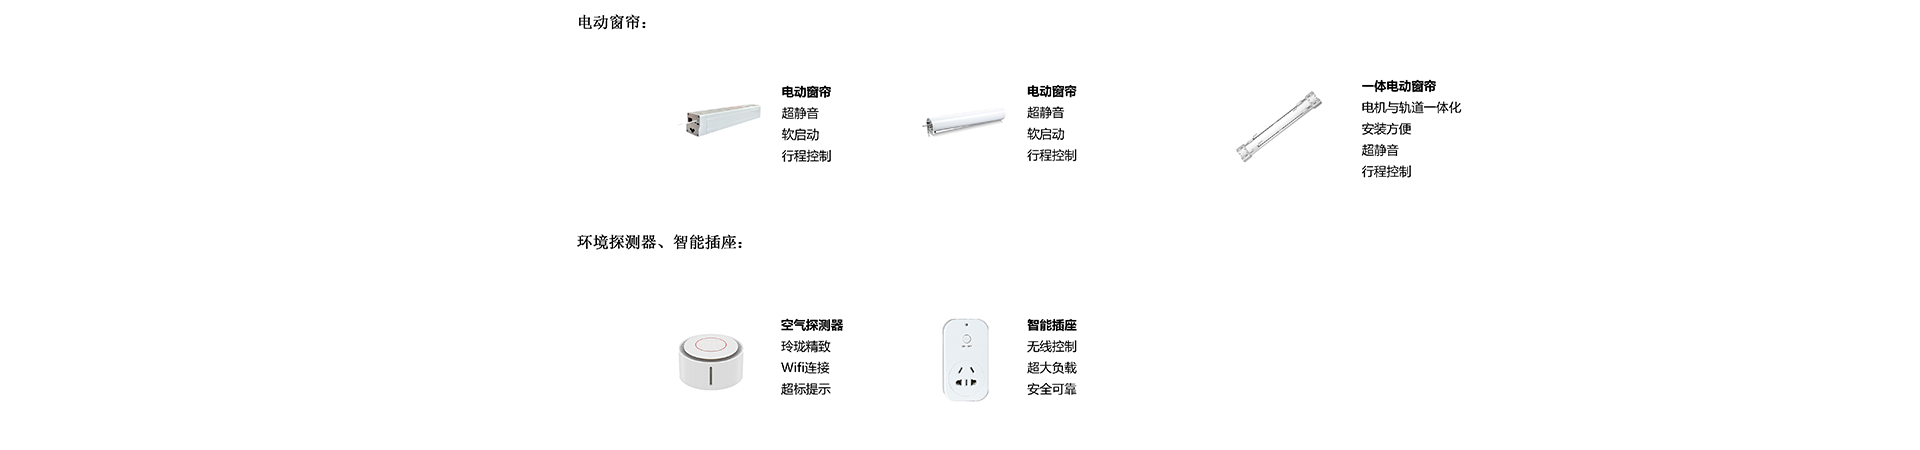 电动窗帘：
电动窗帘
超静音
软启动
行程控制
电动窗帘
超静音
软启动
行程控制
一体电动窗帘
电机与轨道一体化
安装方便
超静音
行程控制
环境探测器、智能插座：
空气探测器
玲珑精致
Wifi连接
超标提示
智能插座
无线控制
超大负载
安全可靠